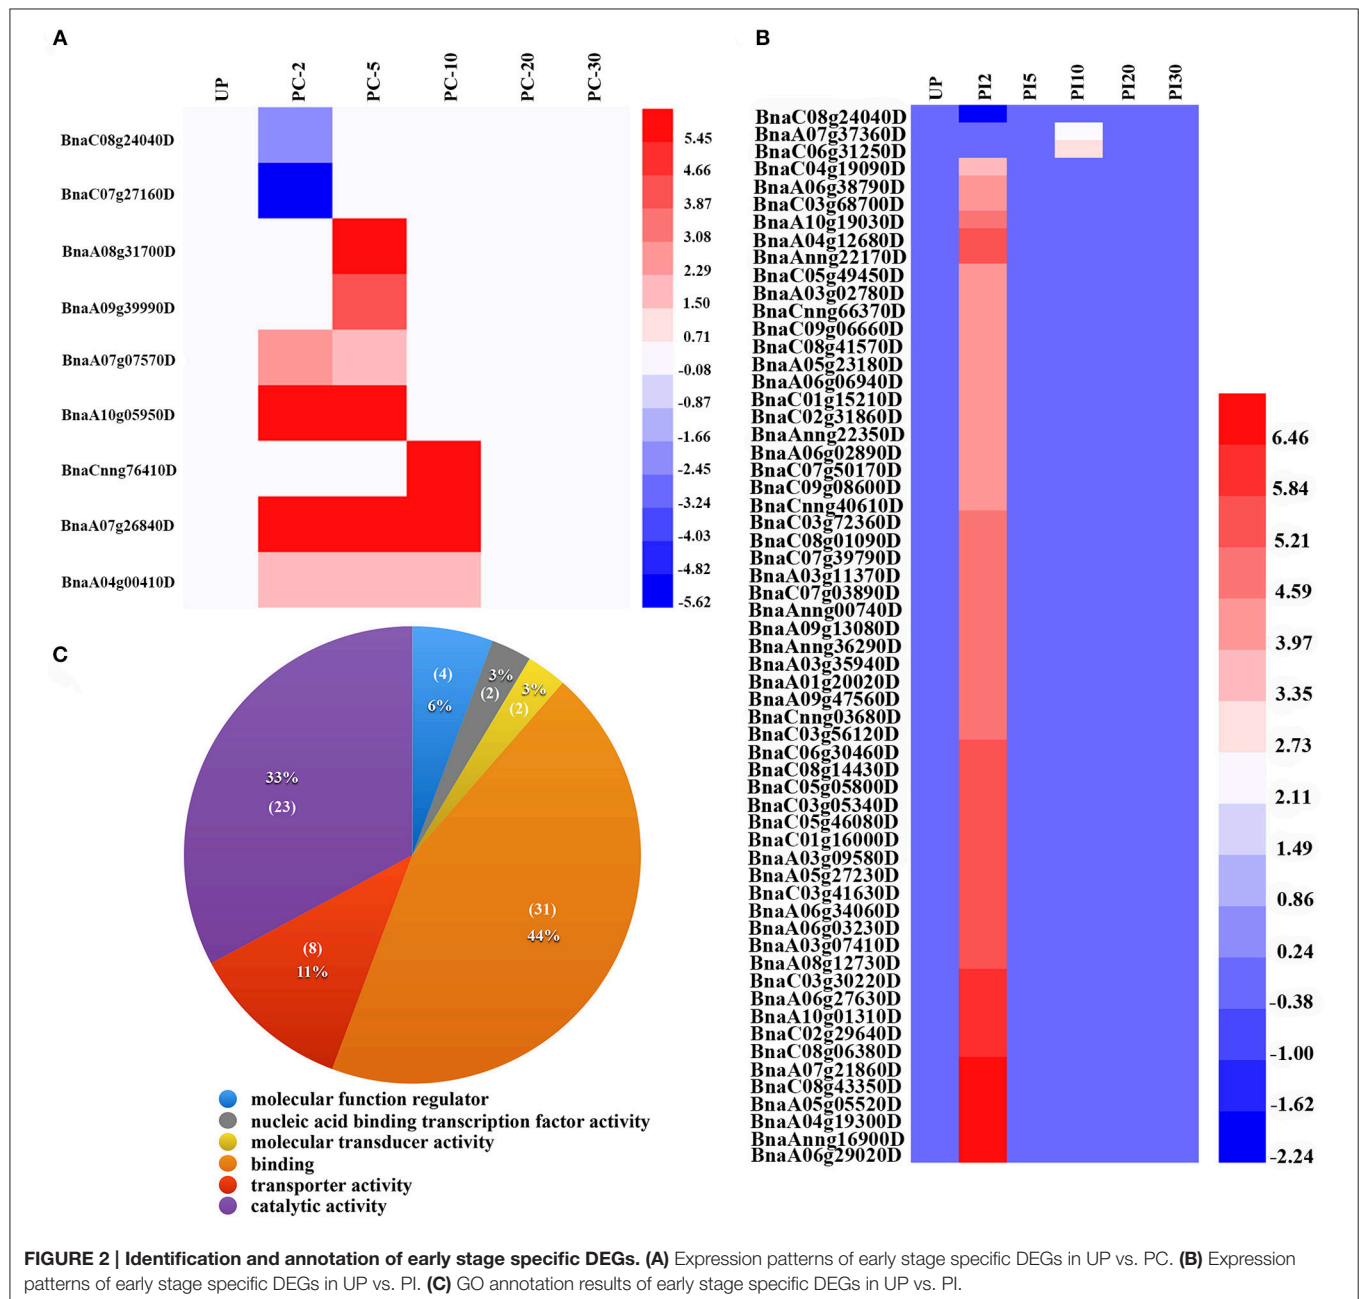 A
UP
PC-2
PC-5
PC-10
PC-20
PC-30
BnaC08g24040D
BnaC07g27160D
BnaA08g31700D
BnaA09g39990D
BnaA07g07570D
BnaA10g05950D
BnaCnng76410D
BnaA07g26840D
BnaA04g00410D
5.45
4.66
3.87
3.08
2.29
1.50
0.71
-0.08
-0.87
-1.66
-2.45
-3.24
-4.03
-4.82
-5.62
B
UP
PI2
PI5
PI10
PI20
PI30
BnaC08g24040D
BnaA07g37360D
BnaC06g31250D
BnaC04g19090D
BnaA06g38790D
BnaC03g68700D
BnaA10g19030D
BnaA04g12680D
BnaAnng22170D
BnaC05g49450D
BnaA03g02780D
BnaCnng66370D
BnaC09g06660D
BnaC08g41570D
BnaA05g23180D
BnaA06g06940D
BnaC01g15210D
BnaC02g31860D
BnaAnng22350D
BnaA06g02890D
BnaC07g50170D
BnaC09g08600D
BnaCnng40610D
BnaC03g72360D
BnaC08g01090D
BnaC07g39790D
BnaA03g11370D
BnaC07g03890D
BnaAnng00740D
BnaA09g13080D
BnaAnng36290D
BnaA03g35940D
BnaA01g20020D
BnaA09g47560D
BnaCnng03680D
BnaC03g56120D
BnaC06g30460D
BnaC08g14430D
BnaC05g05800D
BnaC03g05340D
BnaC05g46080D
BnaC01g16000D
BnaA03g09580D
BnaA05g27230D
BnaC03g41630D
BnaA06g34060D
BnaA06g03230D
BnaA03g07410D
BnaA08g12730D
BnaC03g30220D
BnaA06g27630D
BnaA10g01310D
BnaC02g29640D
BnaC08g06380D
BnaA07g21860D
BnaC08g43350D
BnaA05g05520D
BnaA04g19300D
BnaAnng16900D
BnaA06g29020D
6.46
5.84
5.21
4.59
3.97
3.35
2.73
2.11
1.49
0.86
0.24
-0.38
-1.00
-1.62
-2.24
C
(4)
6%
3%
(2)
3%
(2)
33%
(23)
(31)
44%
(8)
11%
molecular function regulator
nucleic acid binding transcription factor activity
molecular transducer activity
binding
transporter activity
catalytic activity
FIGURE 2 | Identification and annotation of early stage specific DEGs. (A) Expression patterns of early stage specific DEGs in UP vs. PC. (B) Expression
patterns of early stage specific DEGs in UP vs. PI. (C) GO annotation results of early stage specific DEGs in UP vs. PI.